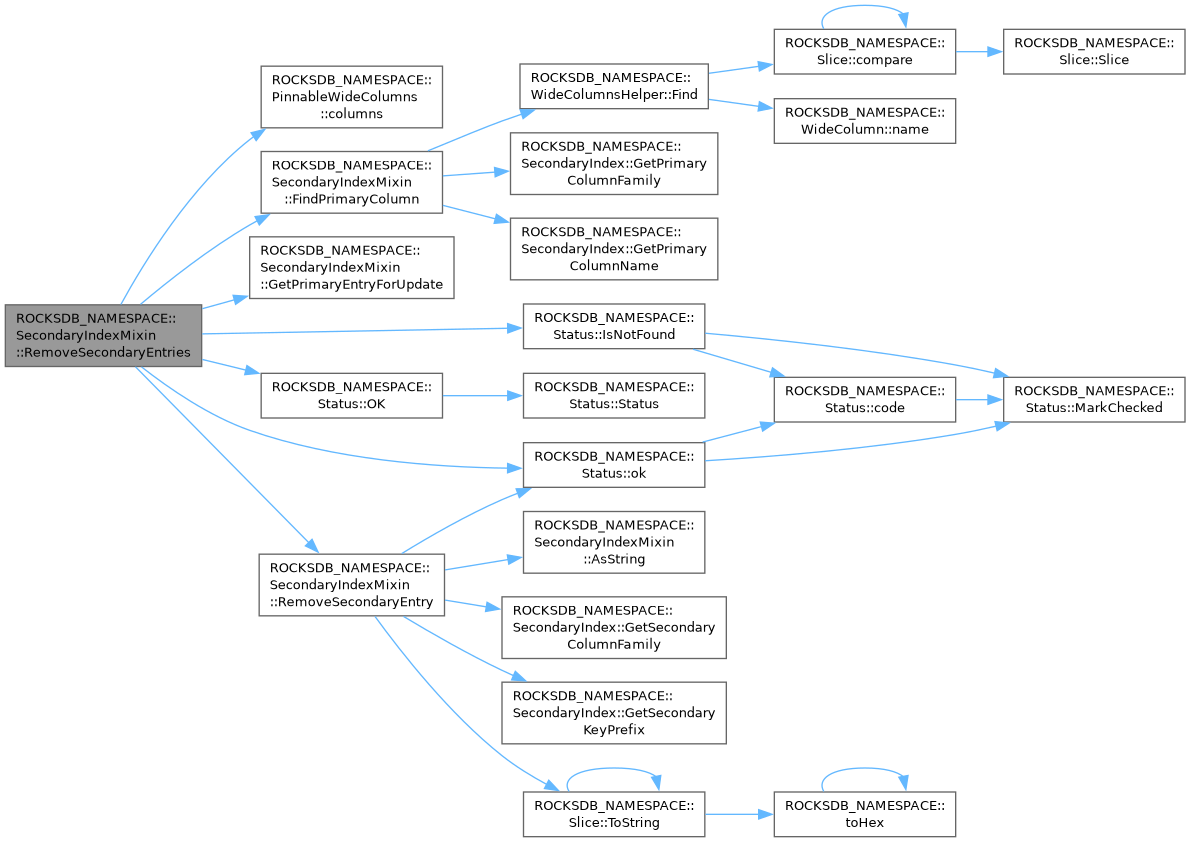 ROCKSDB_NAMESPACE::
SecondaryIndexMixin
::RemoveSecondaryEntries
ROCKSDB_NAMESPACE::
PinnableWideColumns
::columns
ROCKSDB_NAMESPACE::
SecondaryIndexMixin
::FindPrimaryColumn
ROCKSDB_NAMESPACE::
SecondaryIndexMixin
::GetPrimaryEntryForUpdate
ROCKSDB_NAMESPACE::
Status::OK
ROCKSDB_NAMESPACE::
SecondaryIndexMixin
::RemoveSecondaryEntry
ROCKSDB_NAMESPACE::
WideColumnsHelper::Find
ROCKSDB_NAMESPACE::
SecondaryIndex::GetPrimary
ColumnFamily
ROCKSDB_NAMESPACE::
SecondaryIndex::GetPrimary
ColumnName
ROCKSDB_NAMESPACE::
Status::IsNotFound
ROCKSDB_NAMESPACE::
Status::Status
ROCKSDB_NAMESPACE::
Status::ok
ROCKSDB_NAMESPACE::
SecondaryIndexMixin
::AsString
ROCKSDB_NAMESPACE::
SecondaryIndex::GetSecondary
ColumnFamily
ROCKSDB_NAMESPACE::
SecondaryIndex::GetSecondary
KeyPrefix
ROCKSDB_NAMESPACE::
Slice::ToString
ROCKSDB_NAMESPACE::
Slice::compare
ROCKSDB_NAMESPACE::
WideColumn::name
ROCKSDB_NAMESPACE::
Status::code
ROCKSDB_NAMESPACE::
toHex
ROCKSDB_NAMESPACE::
Slice::Slice
ROCKSDB_NAMESPACE::
Status::MarkChecked